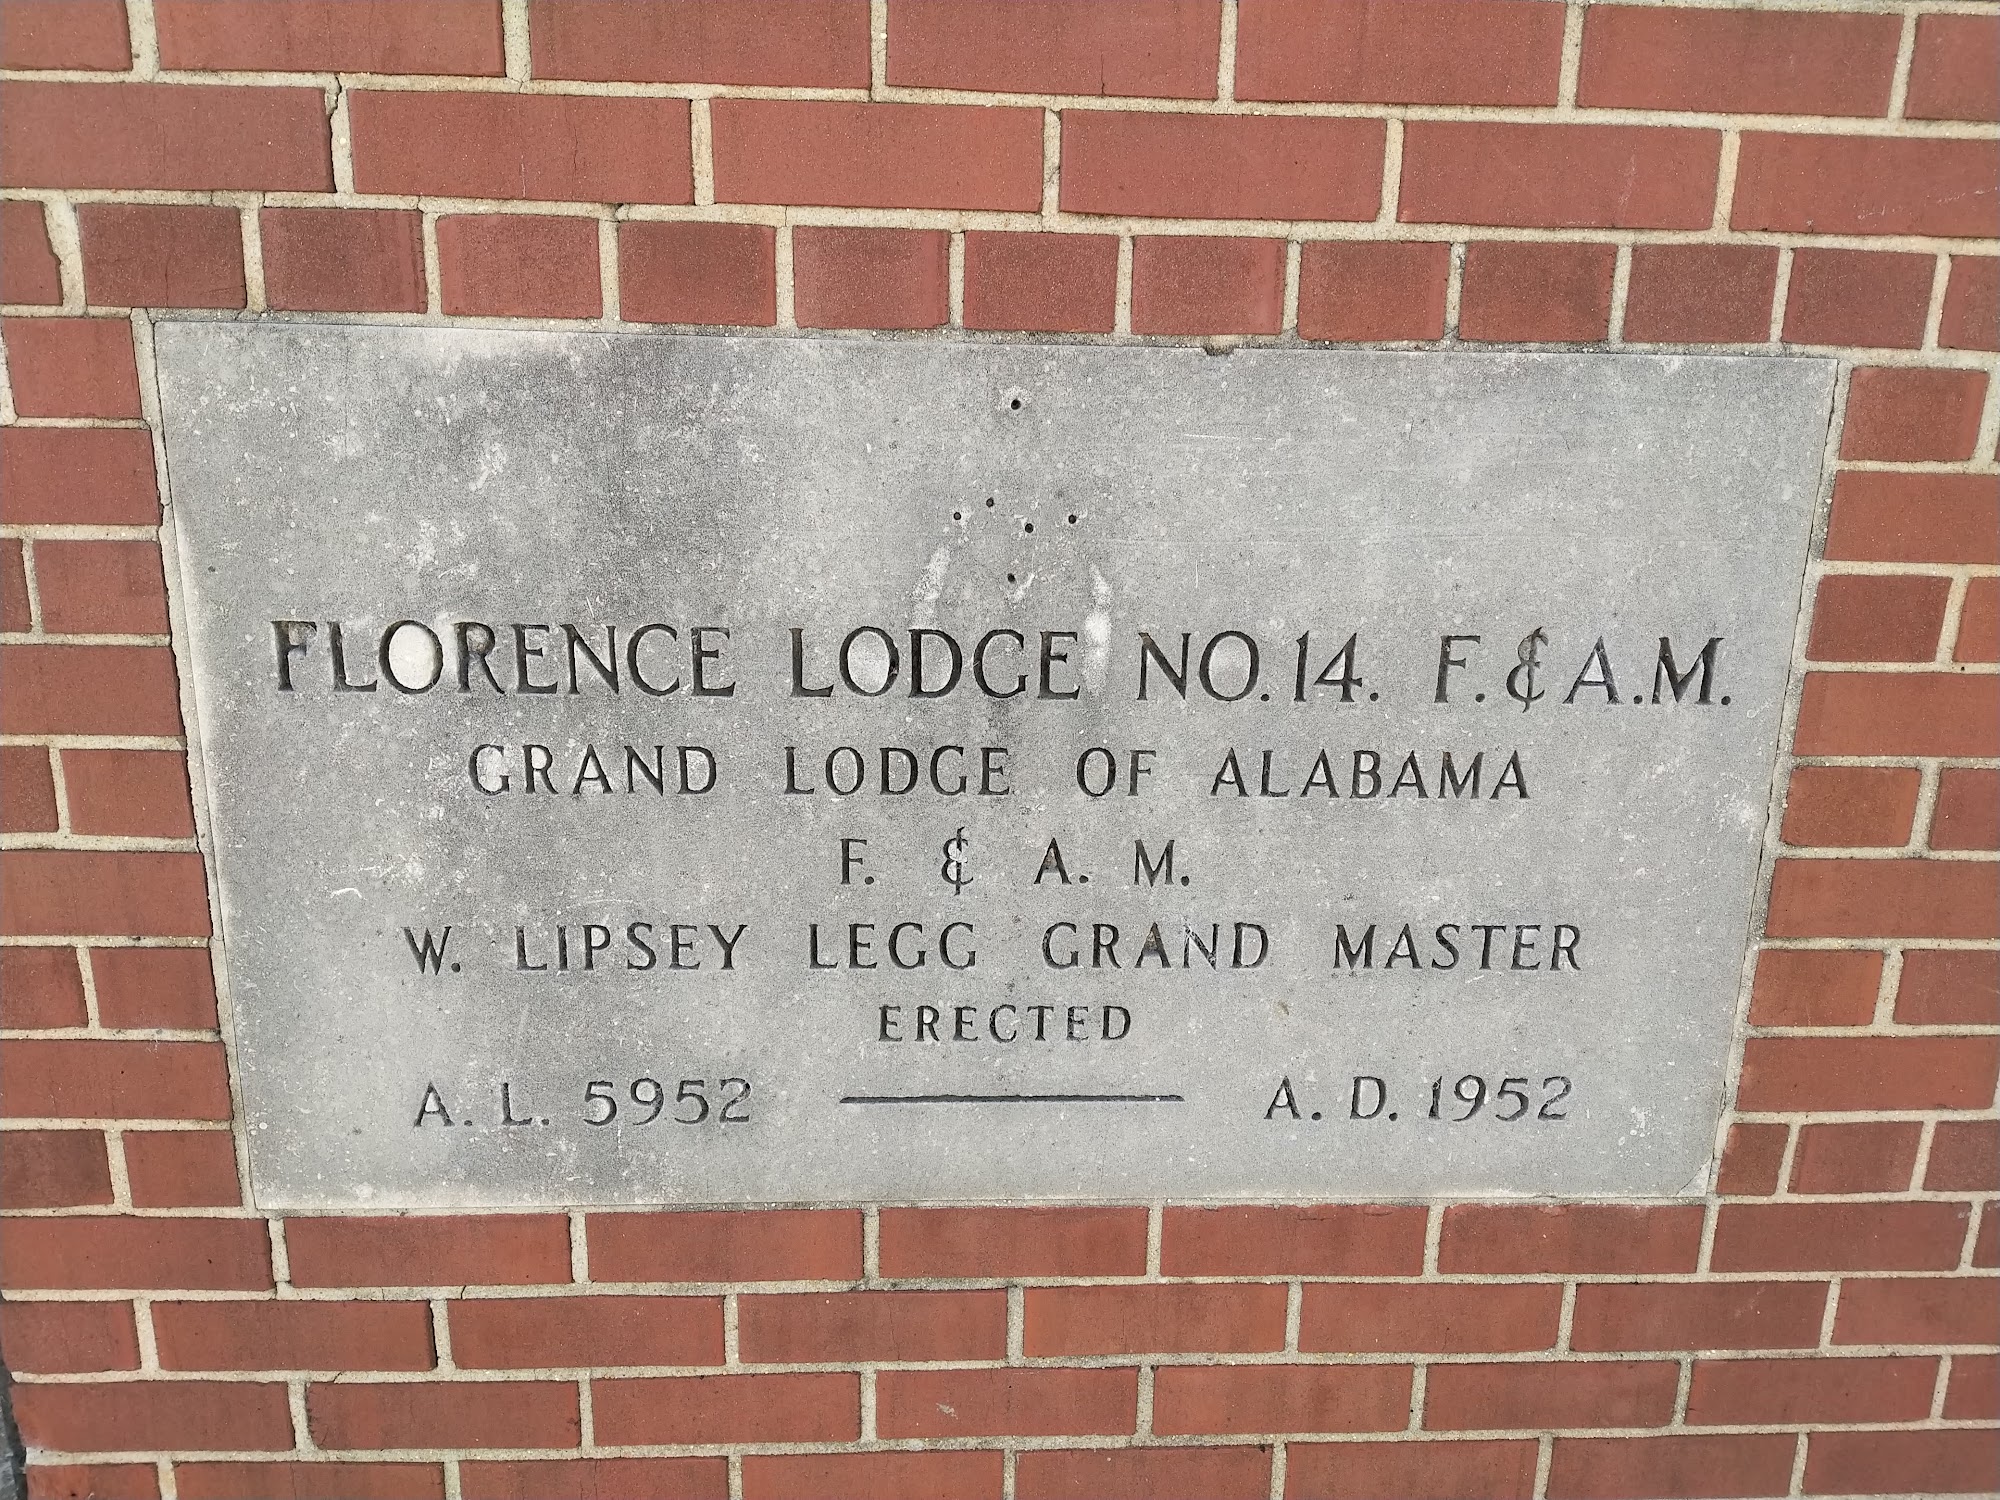 FLORENCE LODGE NO. 14. F. & A. M.
GRAND LODGE OF ALABAMA
F. & A. M.
W. LIPSEY LEGG GRAND MASTER
ERECTED
A. L. 5952 — A. D. 1952